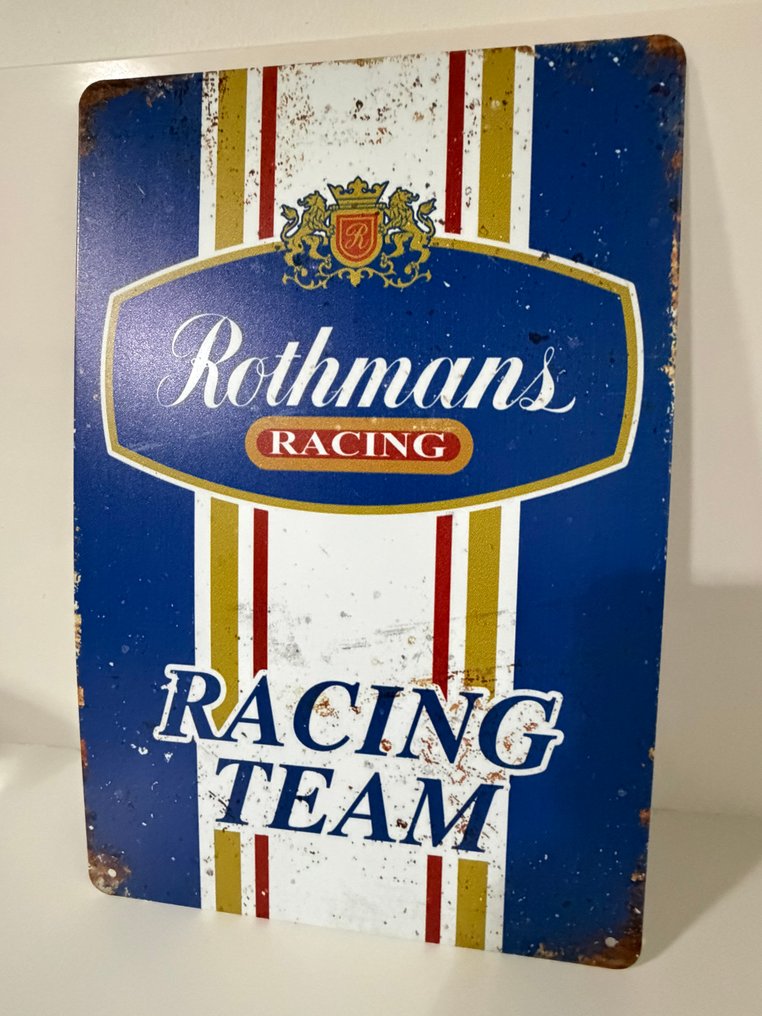 R
Rothmans
RACING
RACING
TEAM